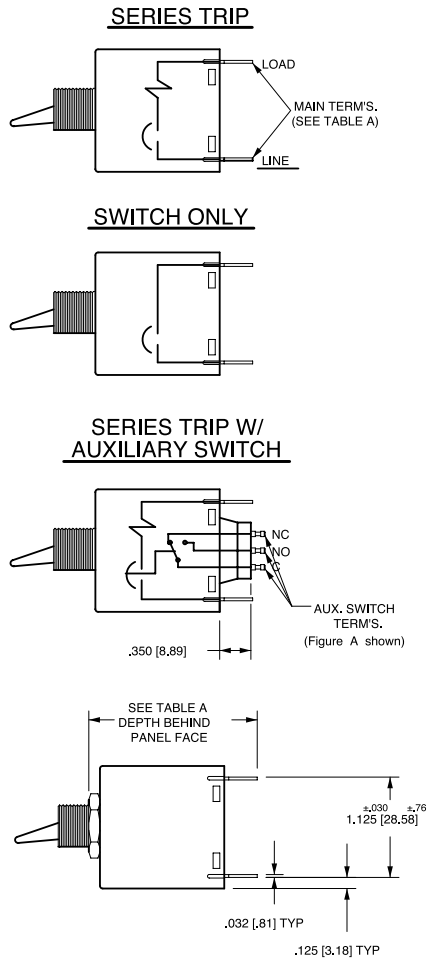 SERIES TRIP
LOAD
MAIN TERM'S.
(SEE TABLE A)
LINE
SWITCH ONLY
SERIES TRIP W/
AUXILIARY SWITCH
NC
NO
C
AUX. SWITCH
TERM'S.
(Figure A shown)
.350 [8.89]
SEE TABLE A
DEPTH BEHIND
PANEL FACE
±.030 ±.76
1.125 [28.58]
.032 [.81] TYP
.125 [3.18] TYP